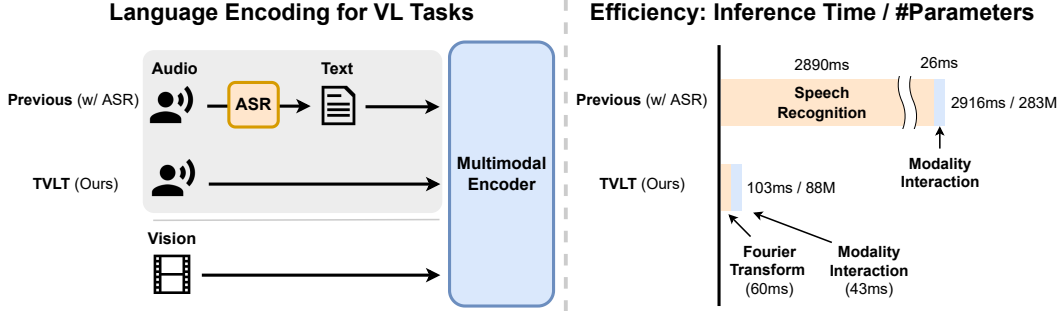 Language Encoding for VL Tasks
Audio
Text
Previous (w/ ASR)
ASR
TVLT (Ours)
Multimodal
Encoder
Vision
Efficiency: Inference Time / #Parameters
2890ms
26ms
Previous (w/ ASR)
Speech
Recognition
2916ms / 283M
Modality
Interaction
TVLT (Ours)
103ms / 88M
Fourier
Transform
(60ms)
Modality
Interaction
(43ms)